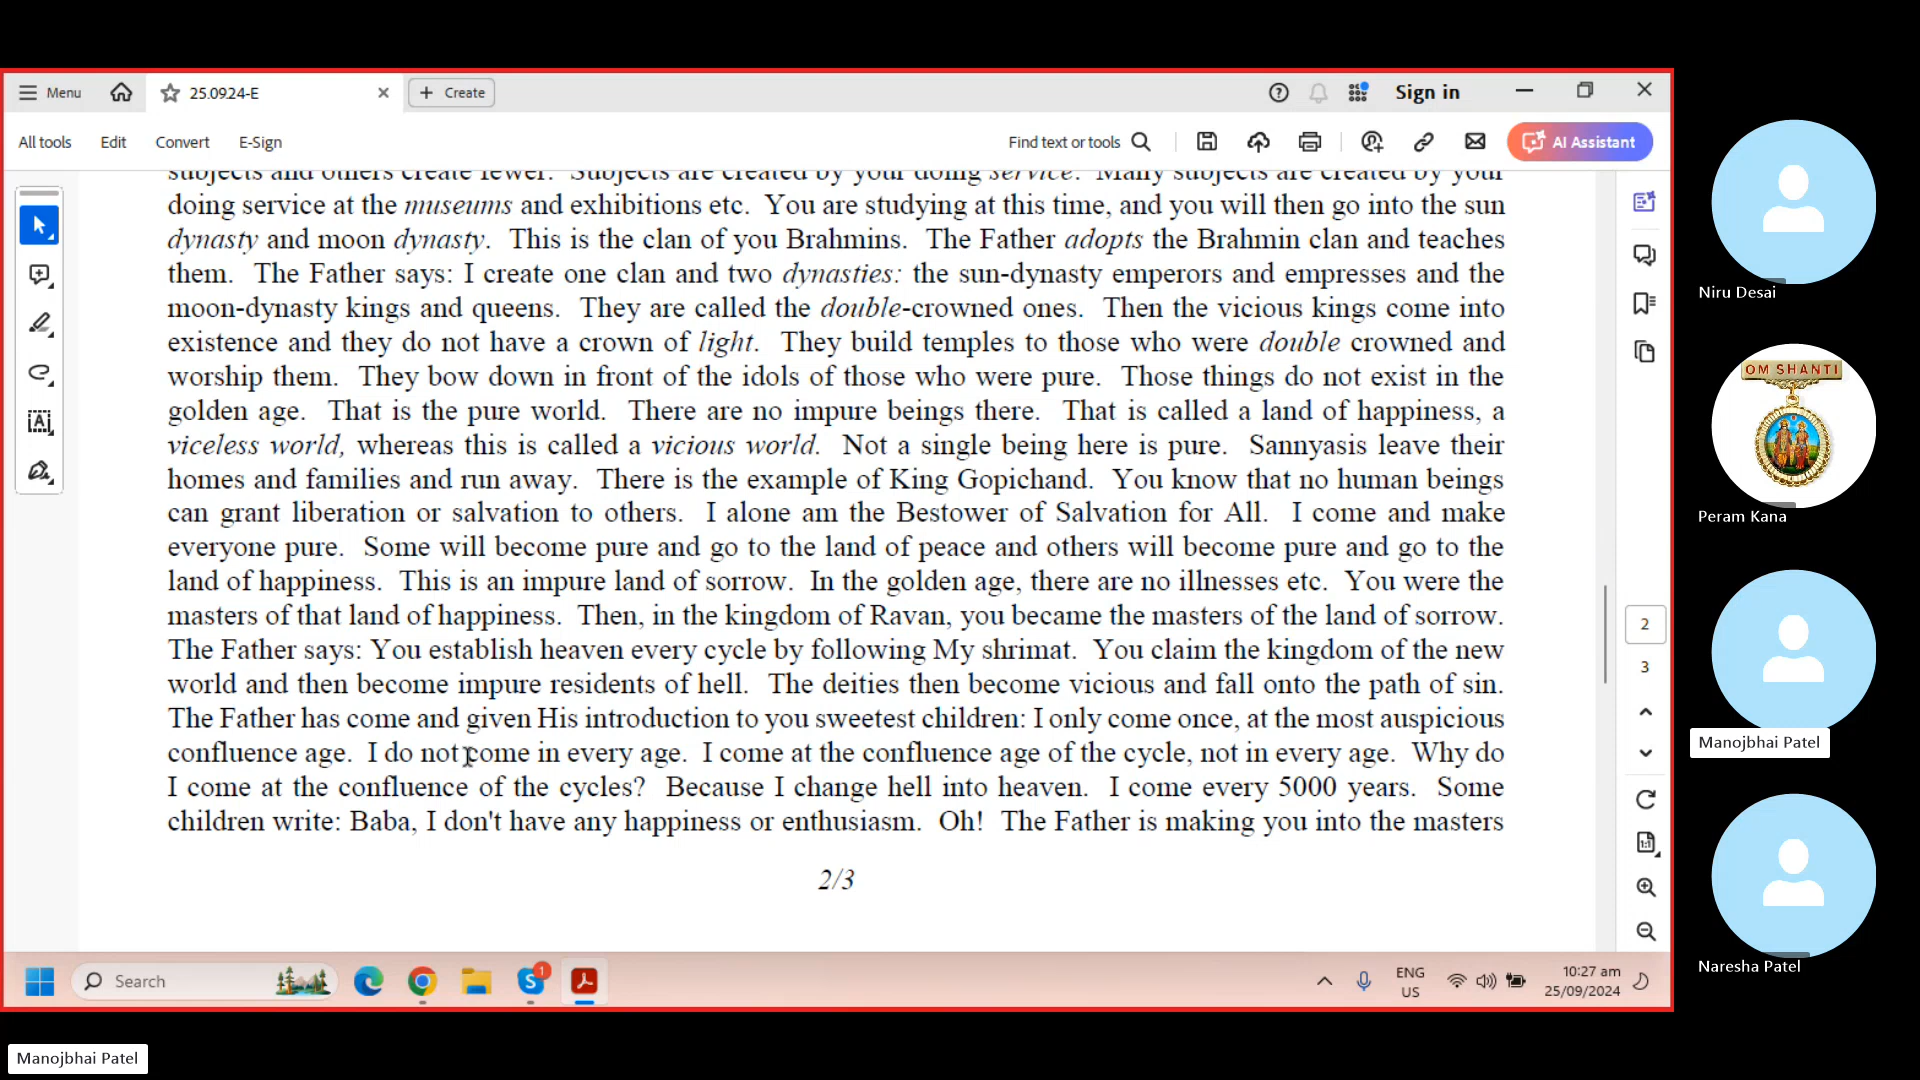 Menu
25.09.24-E
Create
Sign in
All tools
Edit
Convert
E-Sign
Find text or tools
AI Assistant
subjects and others create fewer. Subjects are created by your doing service. Many subjects are created by your
doing service at the museums and exhibitions etc. You are studying at this time, and you will then go into the sun
dynasty and moon dynasty. This is the clan of you Brahmins. The Father adopts the Brahmin clan and teaches
them. The Father says: I create one clan and two dynasties: the sun-dynasty emperors and empresses and the
moon-dynasty kings and queens. They are called the double-crowned ones. Then the vicious kings come into
existence and they do not have a crown of light. They build temples to those who were double crowned and
worship them. They bow down in front of the idols of those who were pure. Those things do not exist in the
golden age. That is the pure world. There are no impure beings there. That is called a land of happiness, a
viceless world, whereas this is called a vicious world. Not a single being here is pure. Sannyasis leave their
homes and families and run away. There is the example of King Gopichand. You know that no human beings
can grant liberation or salvation to others. I alone am the Bestower of Salvation for All. I come and make
everyone pure. Some will become pure and go to the land of peace and others will become pure and go to the
land of happiness. This is an impure land of sorrow. In the golden age, there are no illnesses etc. You were the
masters of that land of happiness. Then, in the kingdom of Ravan, you became the masters of the land of sorrow.
The Father says: You establish heaven every cycle by following My shrimat. You claim the kingdom of the new
world and then become impure residents of hell. The deities then become vicious and fall onto the path of sin.
The Father has come and given His introduction to you sweetest children: I only come once, at the most auspicious
confluence age. I do not come in every age. I come at the confluence age of the cycle, not in every age. Why do
I come at the confluence of the cycles? Because I change hell into heaven. I come every 5000 years. Some
children write: Baba, I don't have any happiness or enthusiasm. Oh! The Father is making you into the masters
2/3
2
3
Search
1
ENG
US
10:27 am
25/09/2024
Niru Desai
OM SHANTI
Peram Kana
Manojbhai Patel
Naresha Patel
Manojbhai Patel